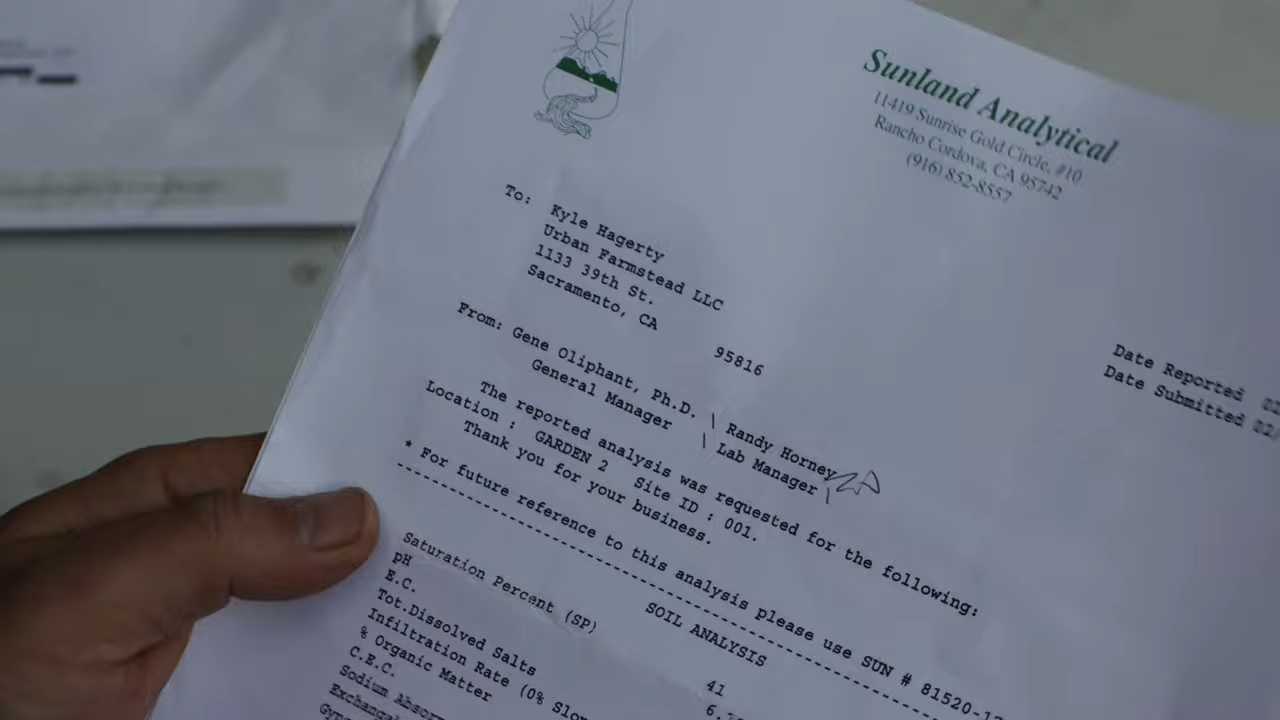 Sunland Analytical
11419 Sunrise Gold Circle, #10
Rancho Cordova, CA 95742
(916) 852-8557
To: Kyle Hagerty
Urban Farmstead LLC
1133 39th St.
Sacramento, CA 95816
From: Gene Oliphant, Ph.D. \ Randy Horney
General Manager \ Lab Manager \
Date Reported
Date Submitted 02/
The reported analysis was requested for the following:
Location : GARDEN 2 Site ID : 001.
Thank you for your business.
* For future reference to this analysis please use SUN # 81520-
SOIL ANALYSIS
Saturation Percent (SP) 41
pH 6.
E.C.
Tot.Dissolved Salts
Infiltration Rate (0% Slo
% Organic Matter
C.E.C.
Sodium